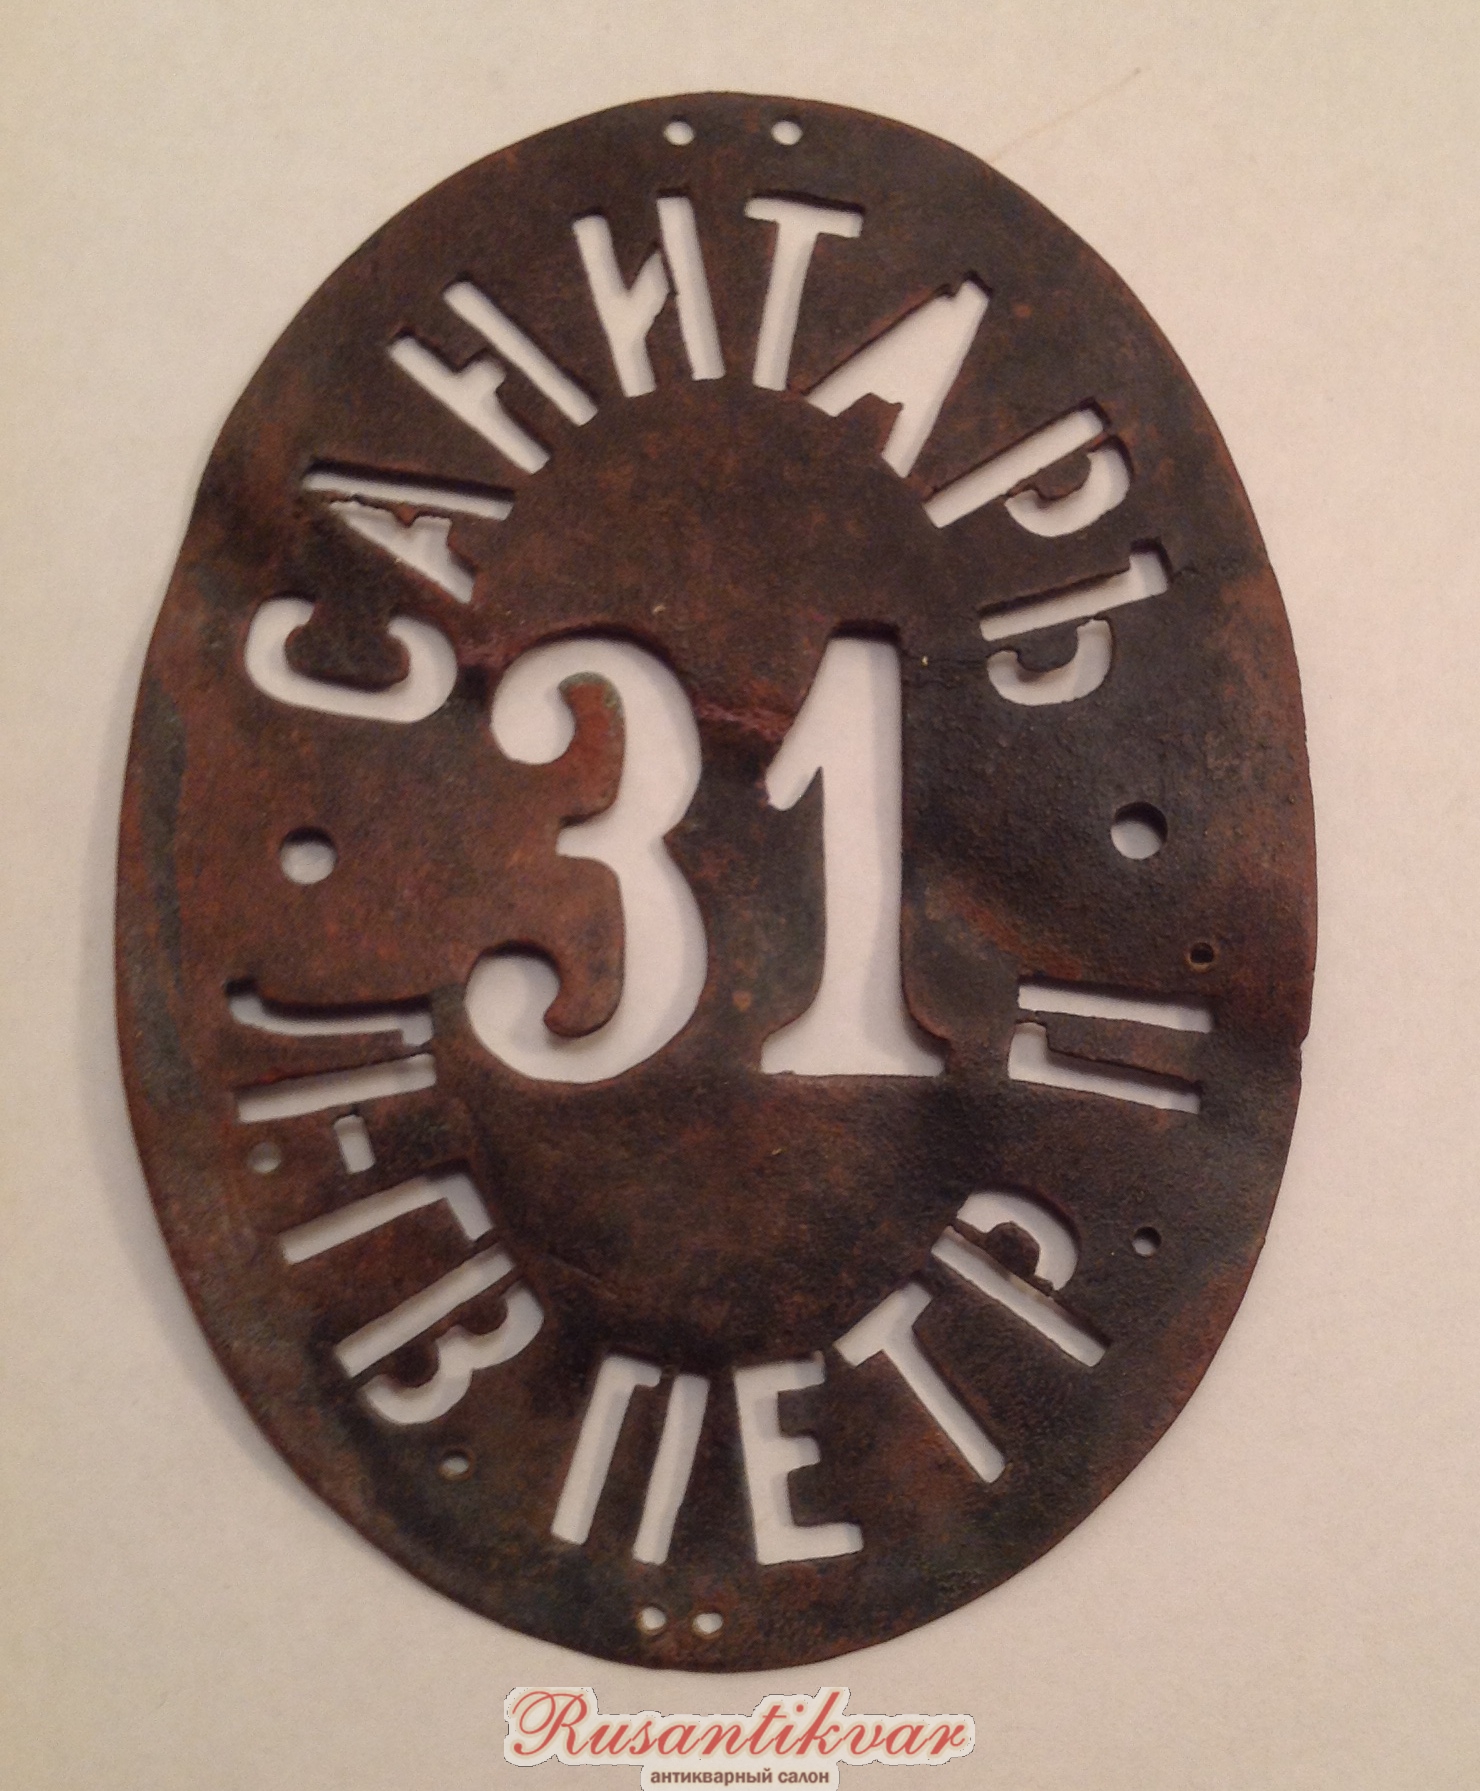 САНИТАРЪ
31
Л-ГВ ПЕТР П
Rusantikvar
антикварный салон